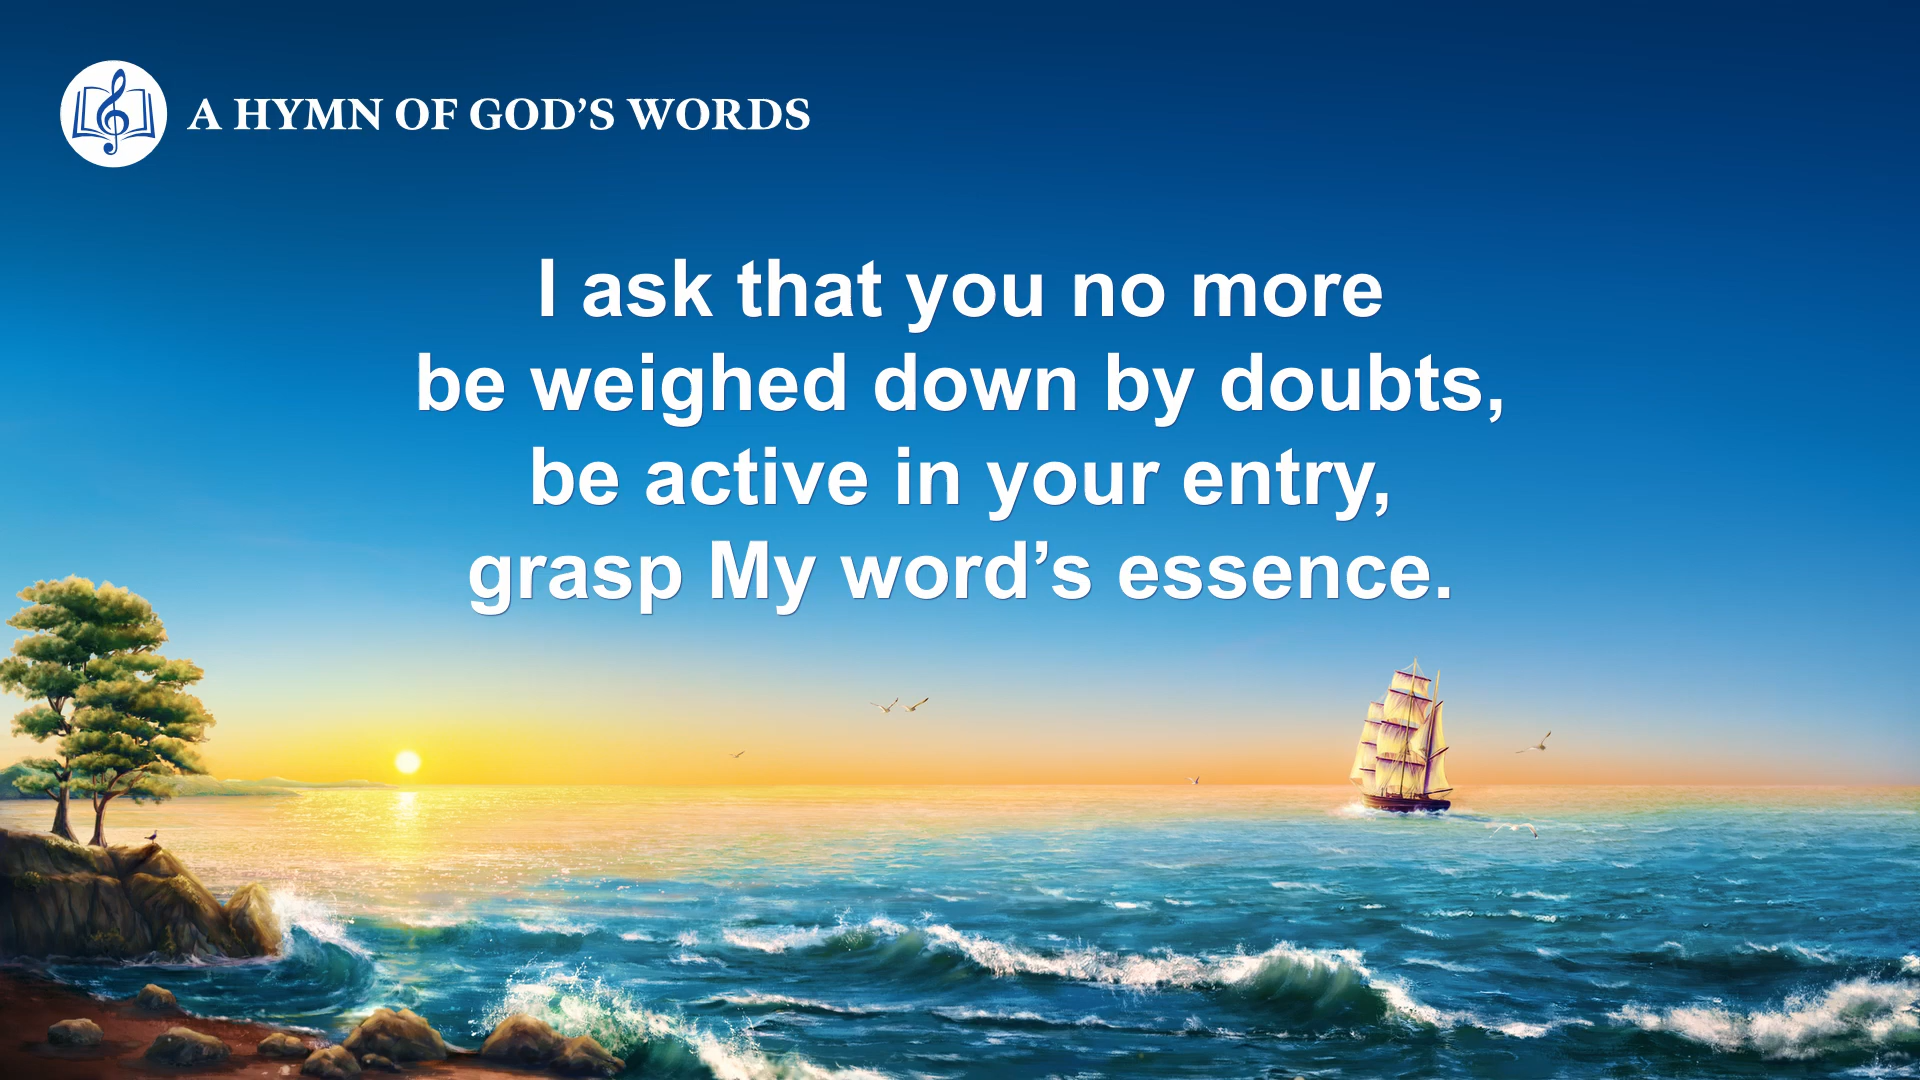 A HYMN OF GOD’S WORDS
I ask that you no more
be weighed down by doubts,
be active in your entry,
grasp My word’s essence.